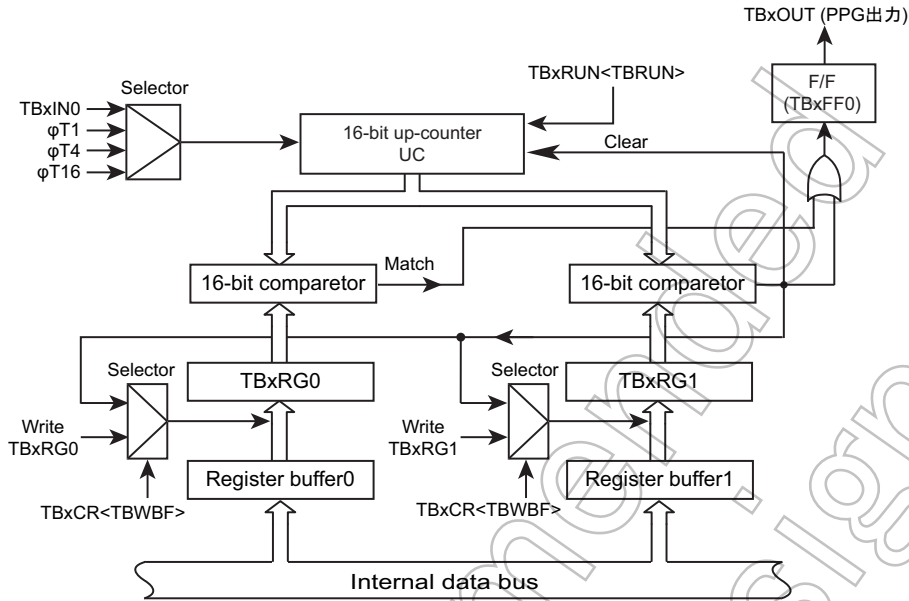 TBxOUT (PPG出力)
F/F
(TBxFF0)
TBxRUN<TBRUN>
Selector
TBxIN0
φT1
φT4
φT16
16-bit up-counter
UC
Clear
Match
16-bit comparetor
16-bit comparetor
Selector
TBxRG0
Selector
TBxRG1
Write
TBxRG0
Write
TBxRG1
Register buffer0
Register buffer1
TBxCR<TBWBF>
TBxCR<TBWBF>
Internal data bus